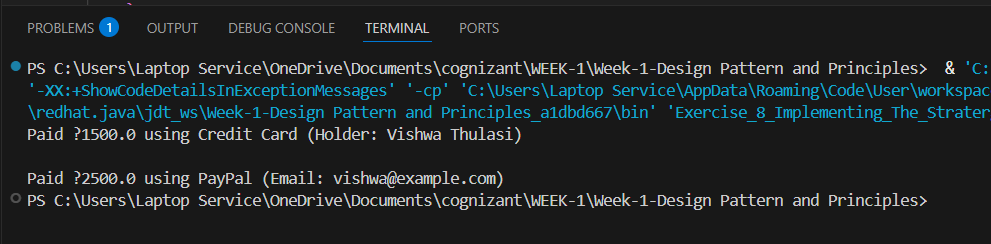 PROBLEMS 1 OUTPUT DEBUG CONSOLE TERMINAL PORTS
PS C:\Users\Laptop Service\OneDrive\Documents\cognizant\WEEK-1\Week-1-Design Pattern and Principles>  & 'C:
'-XX:+ShowCodeDetailsInExceptionMessages' '-cp' 'C:\Users\Laptop Service\AppData\Roaming\Code\User\workspac
\redhat.java\jdt_ws\Week-1-Design Pattern and Principles_a1dbd667\bin' 'Exercise_8_Implementing_The_Strater
Paid ?1500.0 using Credit Card (Holder: Vishwa Thulasi)
Paid ?2500.0 using PayPal (Email: vishwa@example.com)
PS C:\Users\Laptop Service\OneDrive\Documents\cognizant\WEEK-1\Week-1-Design Pattern and Principles>